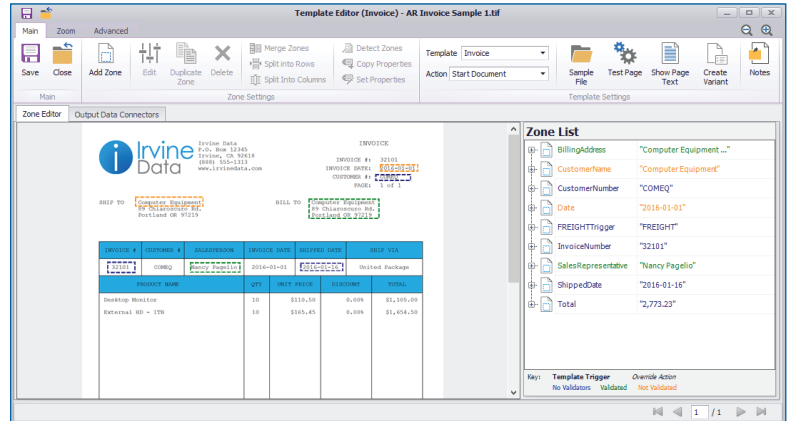 Template Editor (Invoice) - AR Invoice Sample 1.tif
Main Zoom Advanced
Save Close Add Zone Edit Duplicate Zone Delete
Merge Zones
Split into Rows
Split Into Columns
Detect Zones
Copy Properties
Set Properties
Template Invoice
Action Start Document
Sample File Test Page Show Page Text Create Variant Notes
Main Zone Settings Template Settings
Zone Editor Output Data Connectors
Irvine Data
Irvine Data
P.O. Box 12345
Irvine, CA 92618
(888) 555-1313
www.irvinedata.com
INVOICE
INVOICE #: 32101
INVOICE DATE: 2016-01-01
CUSTOMER #: COMEQ
PAGE: 1 of 1
SHIP TO Computer Equipment
89 Chiaroscuro Rd.
Portland OR 97219
BILL TO Computer Equipment
89 Chiaroscuro Rd.
Portland OR 97219
INVOICE # CUSTOMER # SALESPERSON INVOICE DATE SHIPPED DATE SHIP VIA
32101 COMEQ Nancy Pagelio 2016-01-01 2016-01-16 United Package
PRODUCT NAME QTY UNIT PRICE DISCOUNT TOTAL
Desktop Monitor 10 $110.50 0.00% $1,105.00
External HD - 1TB 10 $165.45 0.00% $1,654.50
Zone List
BillingAddress "Computer Equipment ..."
CustomerName "Computer Equipment"
CustomerNumber "COMEQ"
Date "2016-01-01"
FREIGHTTrigger "FREIGHT"
InvoiceNumber "32101"
SalesRepresentative "Nancy Pagelio"
ShippedDate "2016-01-16"
Total "2,773.23"
Key: Template Trigger Override Action
No Validators Validated Not Validated
1 / 1